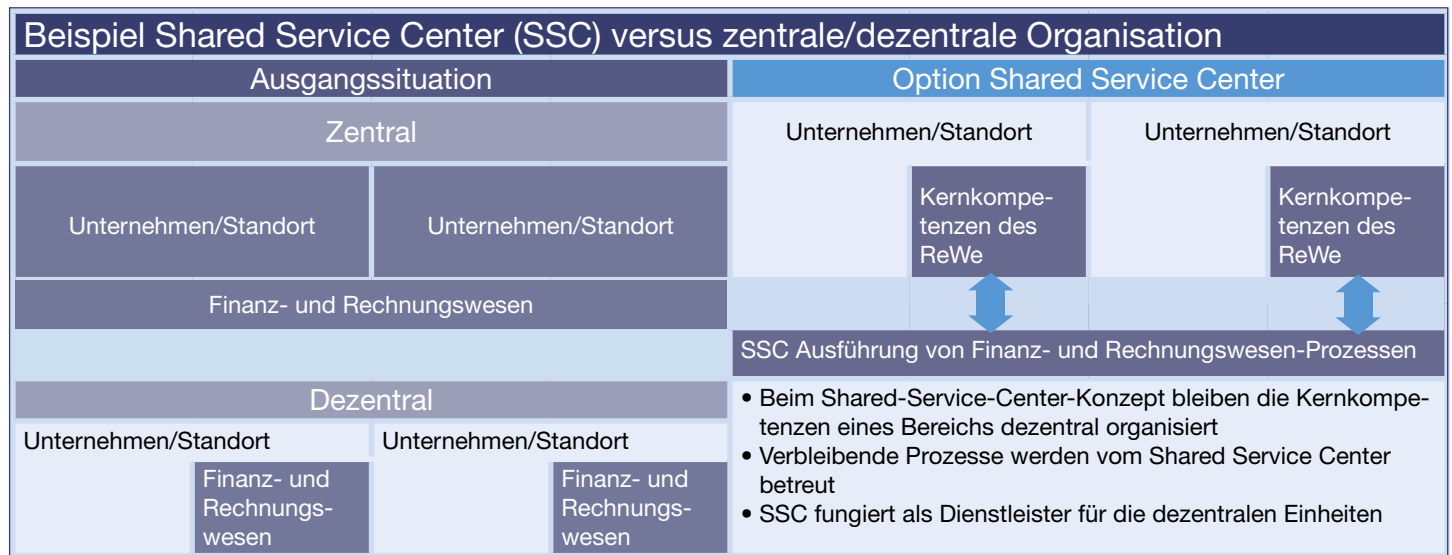 Beispiel Shared Service Center (SSC) versus zentrale/dezentrale Organisation
Ausgangssituation
Zentral
Unternehmen/Standort
Unternehmen/Standort
Finanz- und Rechnungswesen
Dezentral
Unternehmen/Standort
Finanz- und
Rechnungs-
wesen
Unternehmen/Standort
Finanz- und
Rechnungs-
wesen
Option Shared Service Center
Unternehmen/Standort
Kernkompe-
tenzen des
ReWe
Unternehmen/Standort
Kernkompe-
tenzen des
ReWe
SSC Ausführung von Finanz- und Rechnungswesen-Prozessen
• Beim Shared-Service-Center-Konzept bleiben die Kernkompe-
tenzen eines Bereichs dezentral organisiert
• Verbleibende Prozesse werden vom Shared Service Center
betreut
• SSC fungiert als Dienstleister für die dezentralen Einheiten